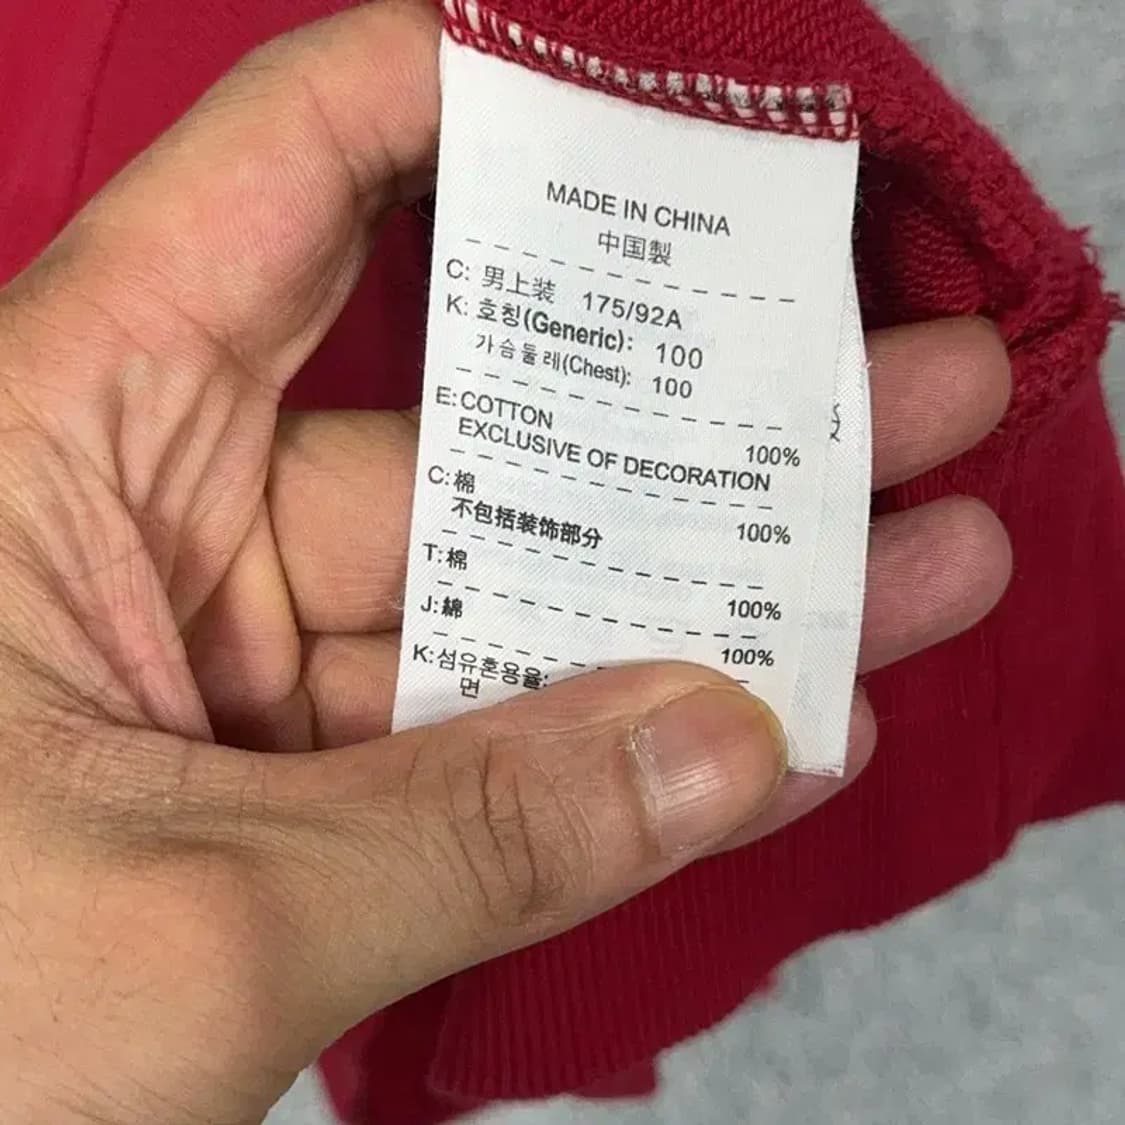 MADE IN CHINA
中国製
C: 男上装 175/92A
K: 호칭(Generic): 100
가슴둘레(Chest): 100
E: COTTON 100%
EXCLUSIVE OF DECORATION
C: 棉 100%
不包括装饰部分
T: 棉 100%
J: 綿 100%
K: 섬유혼용율:
면